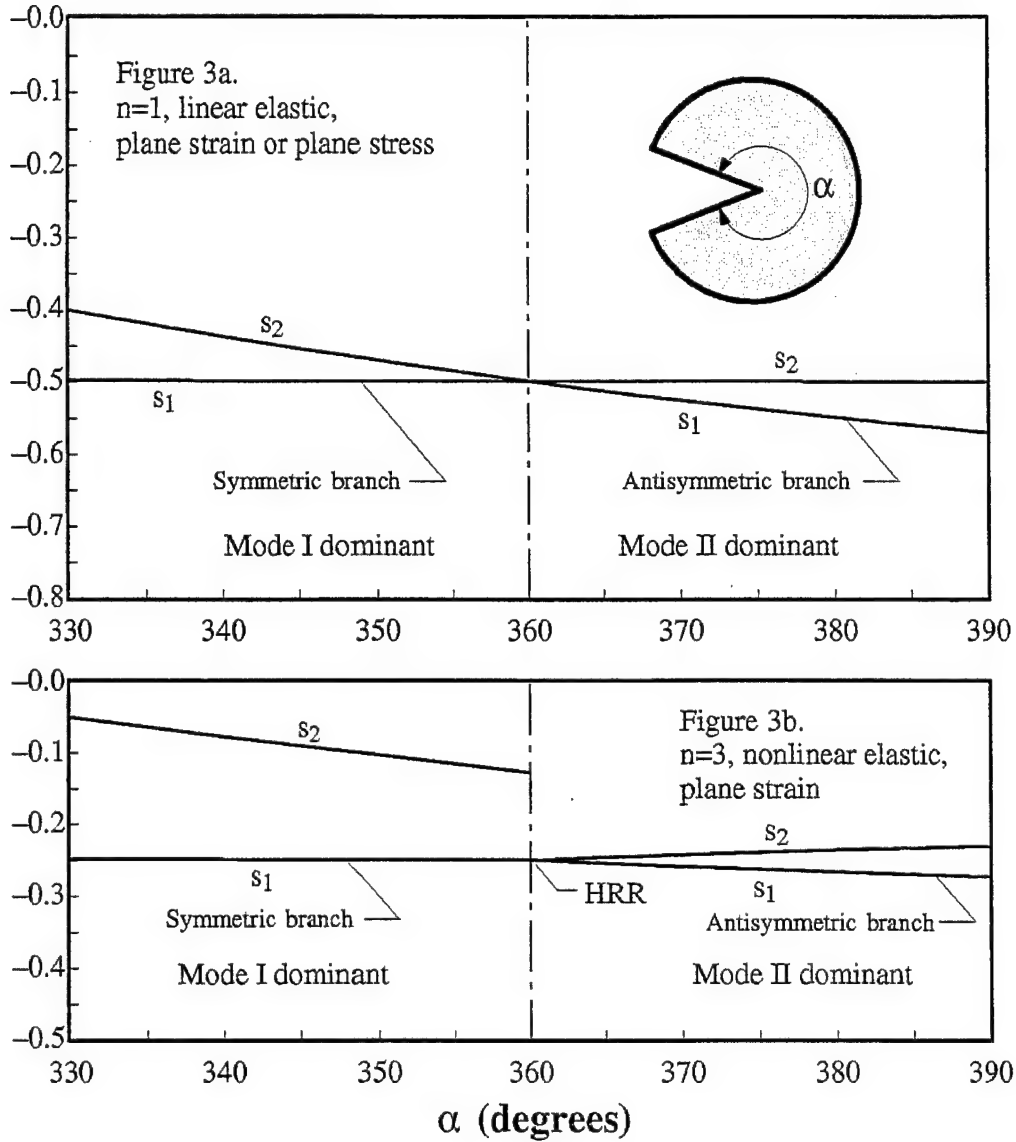 −0.0
Figure 3a.
n=1, linear elastic,
plane strain or plane stress
−0.1
−0.2
α
−0.3
−0.4
s2
s2
−0.5
s1
s1
−0.6
Symmetric branch
Antisymmetric branch
−0.7
Mode I dominant
Mode II dominant
−0.8
330 340 350 360 370 380 390
−0.0
Figure 3b.
n=3, nonlinear elastic,
plane strain
s2
−0.1
−0.2
s2
s1
HRR
s1
−0.3
Symmetric branch
Antisymmetric branch
−0.4
Mode I dominant
Mode II dominant
−0.5
330 340 350 360 370 380 390
α (degrees)